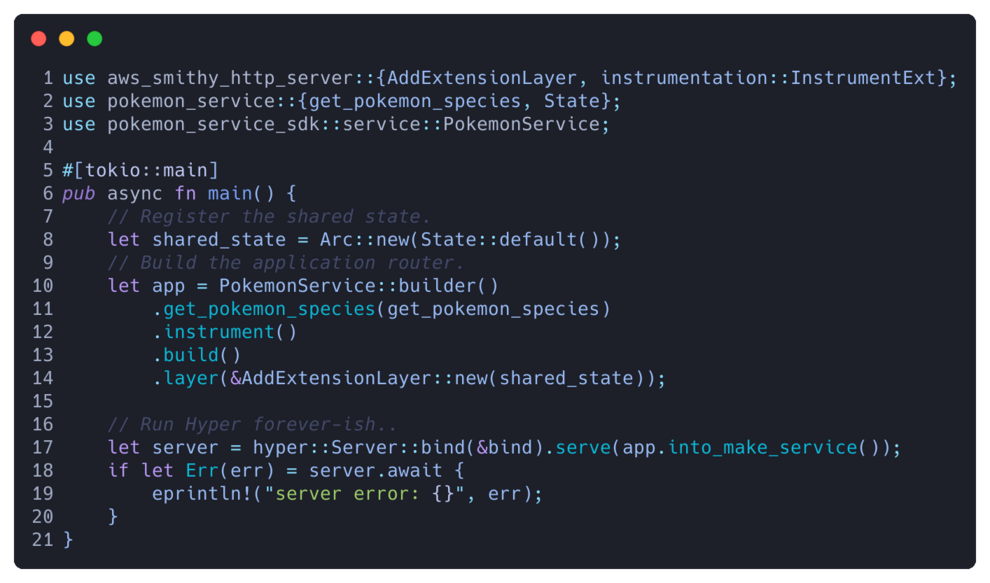 1 use aws_smithy_http_server::{AddExtensionLayer, instrumentation::InstrumentExt};
2 use pokemon_service::{get_pokemon_species, State};
3 use pokemon_service_sdk::service::PokemonService;
4
5 #[tokio::main]
6 pub async fn main() {
7     // Register the shared state.
8     let shared_state = Arc::new(State::default());
9     // Build the application router.
10     let app = PokemonService::builder()
11         .get_pokemon_species(get_pokemon_species)
12         .instrument()
13         .build()
14         .layer(&AddExtensionLayer::new(shared_state));
15
16     // Run Hyper forever-ish..
17     let server = hyper::Server::bind(&bind).serve(app.into_make_service());
18     if let Err(err) = server.await {
19         eprintln!("server error: {}", err);
20     }
21 }